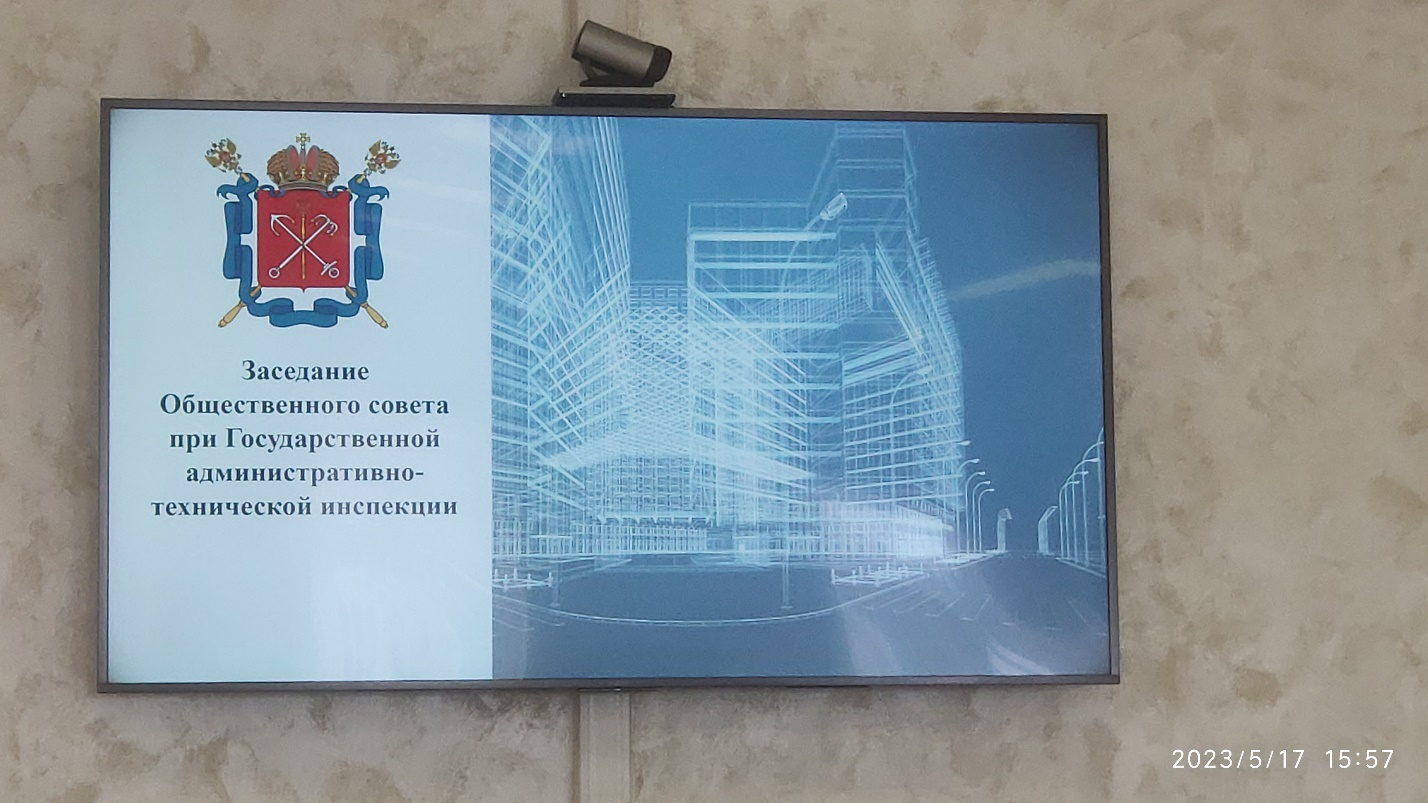 Заседание
Общественного совета
при Государственной
административно-
технической инспекции
2023/5/17 15:57